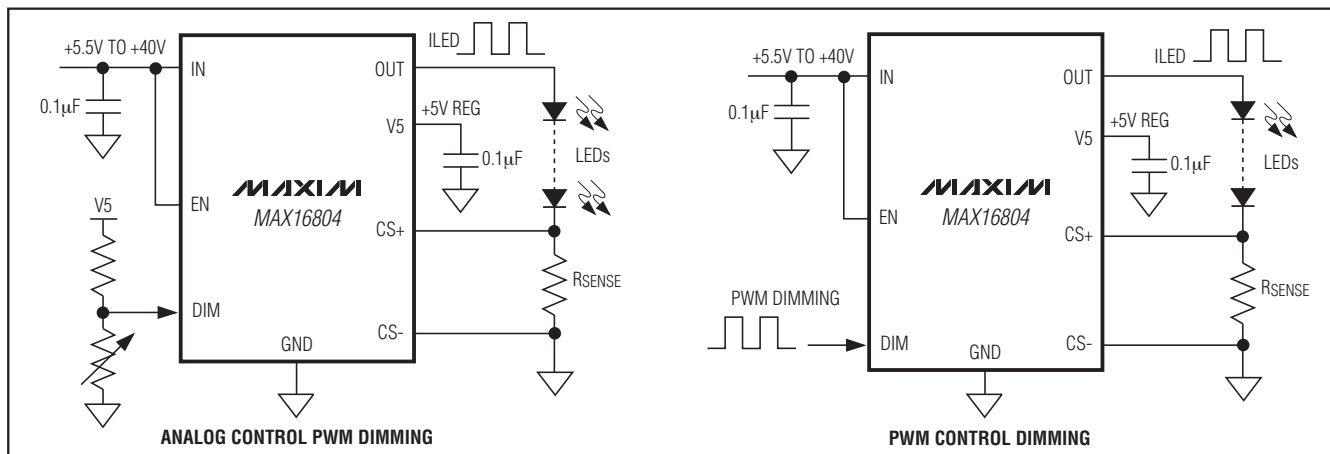 +5.5V TO +40V
ILED
IN
OUT
0.1µF
+5V REG
V5
0.1µF
LEDs
MAXIM
MAX16804
V5
EN
CS+
RSENSE
DIM
CS-
GND
ANALOG CONTROL PWM DIMMING
+5.5V TO +40V
ILED
IN
OUT
0.1µF
+5V REG
V5
0.1µF
LEDs
MAXIM
MAX16804
EN
CS+
RSENSE
PWM DIMMING
DIM
CS-
GND
PWM CONTROL DIMMING